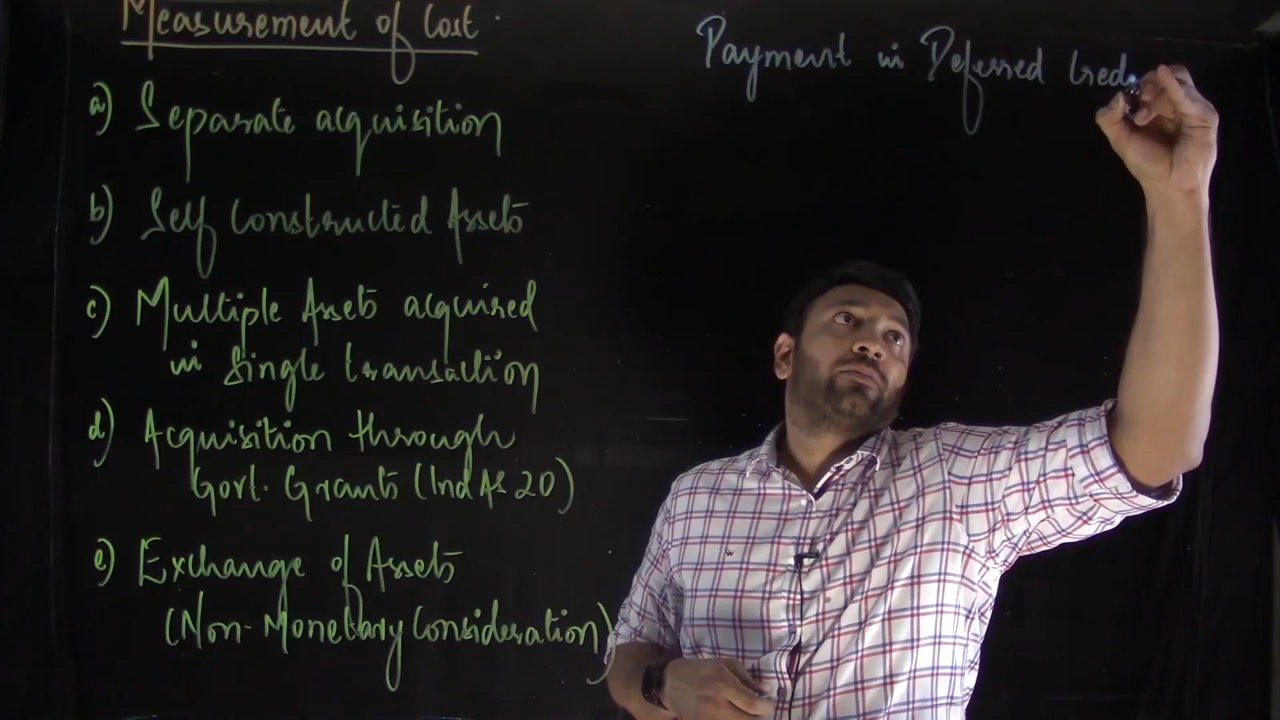 Measurement of Cost.
a) Separate acquisition
b) Self Constructed Assets
c) Multiple Assets acquired
in Single transaction
d) Acquisition through
Govt. Grants (Ind As 20)
e) Exchange of Assets
(Non-Monetary Consideration)
Payment in Deferred Cred